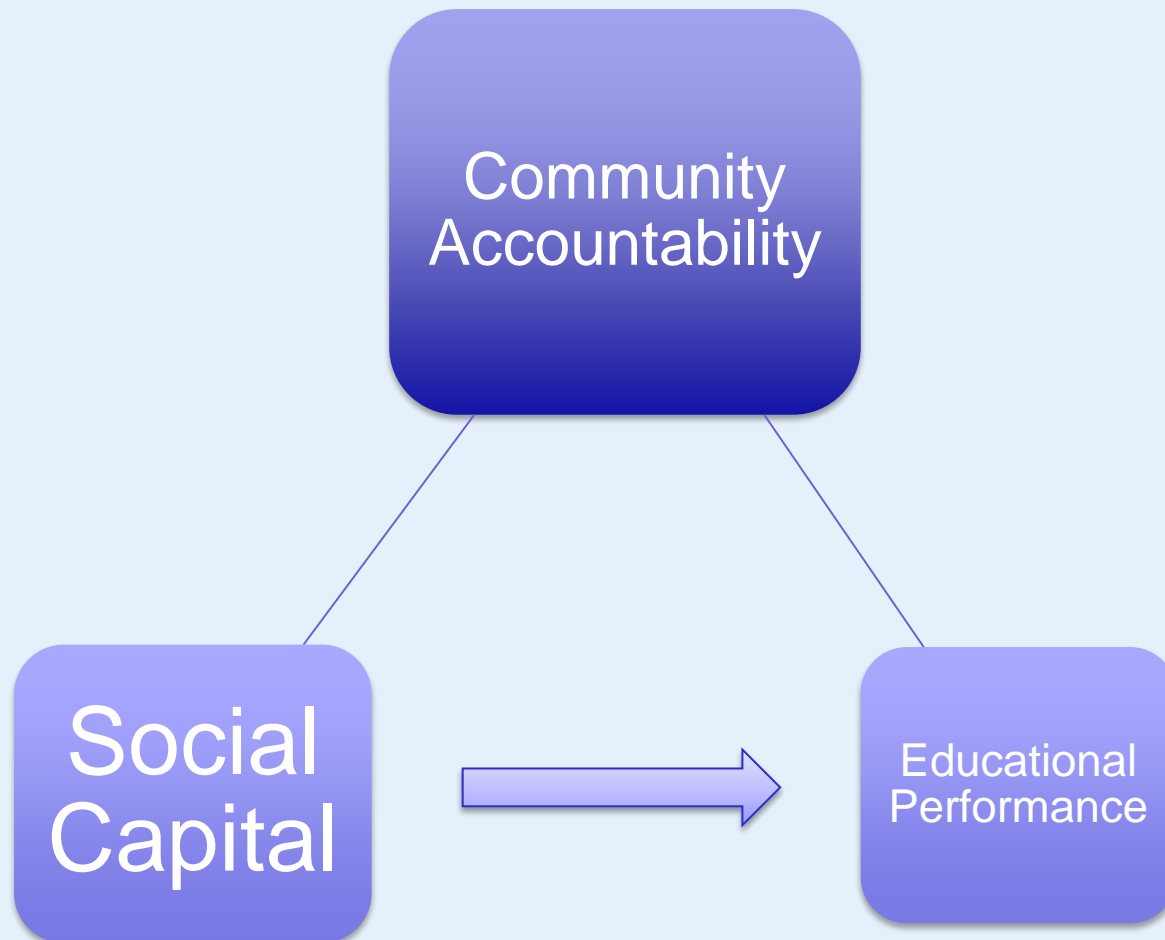 Community
Accountability
Social
Capital
Educational
Performance